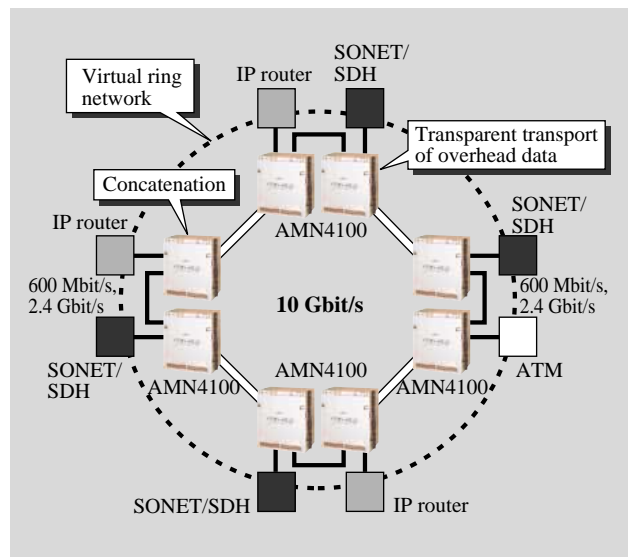 SONET/
SDH
IP router
Virtual ring
network
Transparent transport
of overhead data
Concatenation
AMN4100
SONET/
SDH
IP router
600 Mbit/s,
2.4 Gbit/s
10 Gbit/s
600 Mbit/s,
2.4 Gbit/s
SONET/
SDH
AMN4100
AMN4100
AMN4100
ATM
SONET/SDH
IP router